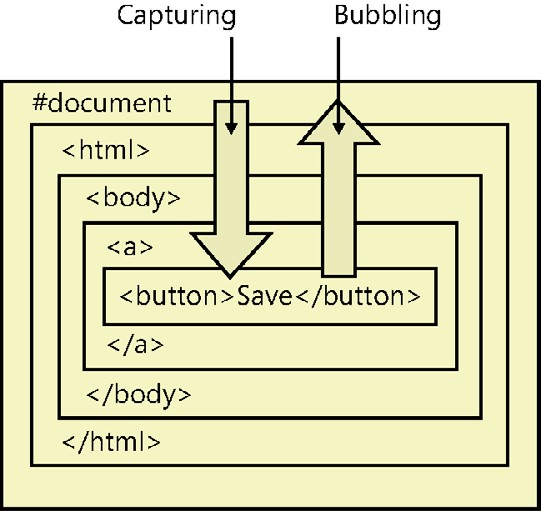 Capturing Bubbling
#document
<html>
<body>
<a>
<button>Save</button>
</a>
</body>
</html>